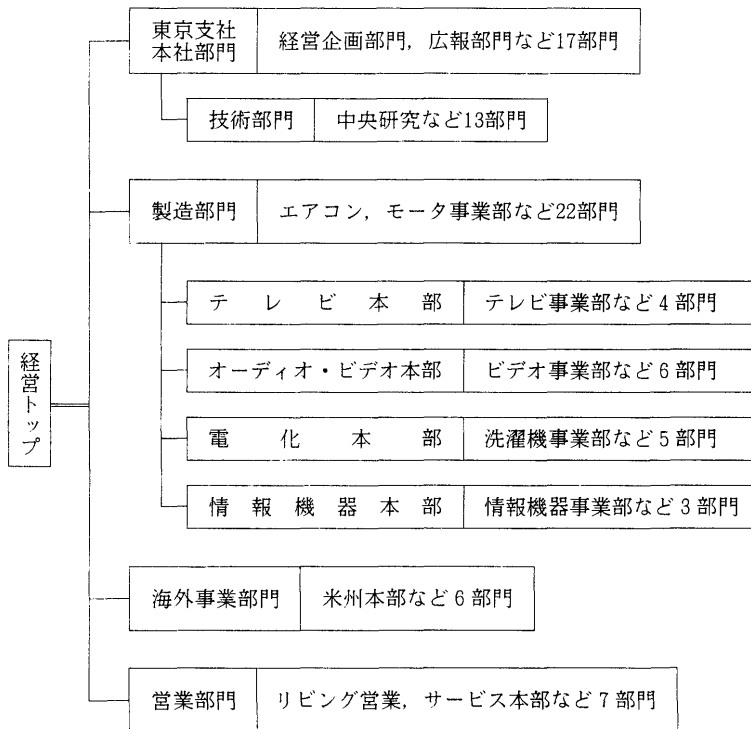 東京支社
本社部門
経営企画部門，広報部門など17部門
技術部門
中央研究など13部門
製造部門
エアコン，モータ事業部など22部門
テレビ本部
テレビ事業部など4部門
オーディオ・ビデオ本部
ビデオ事業部など6部門
電化本部
洗濯機事業部など5部門
情報機器本部
情報機器事業部など3部門
経営トップ
海外事業部門
米州本部など6部門
営業部門
リビング営業，サービス本部など7部門